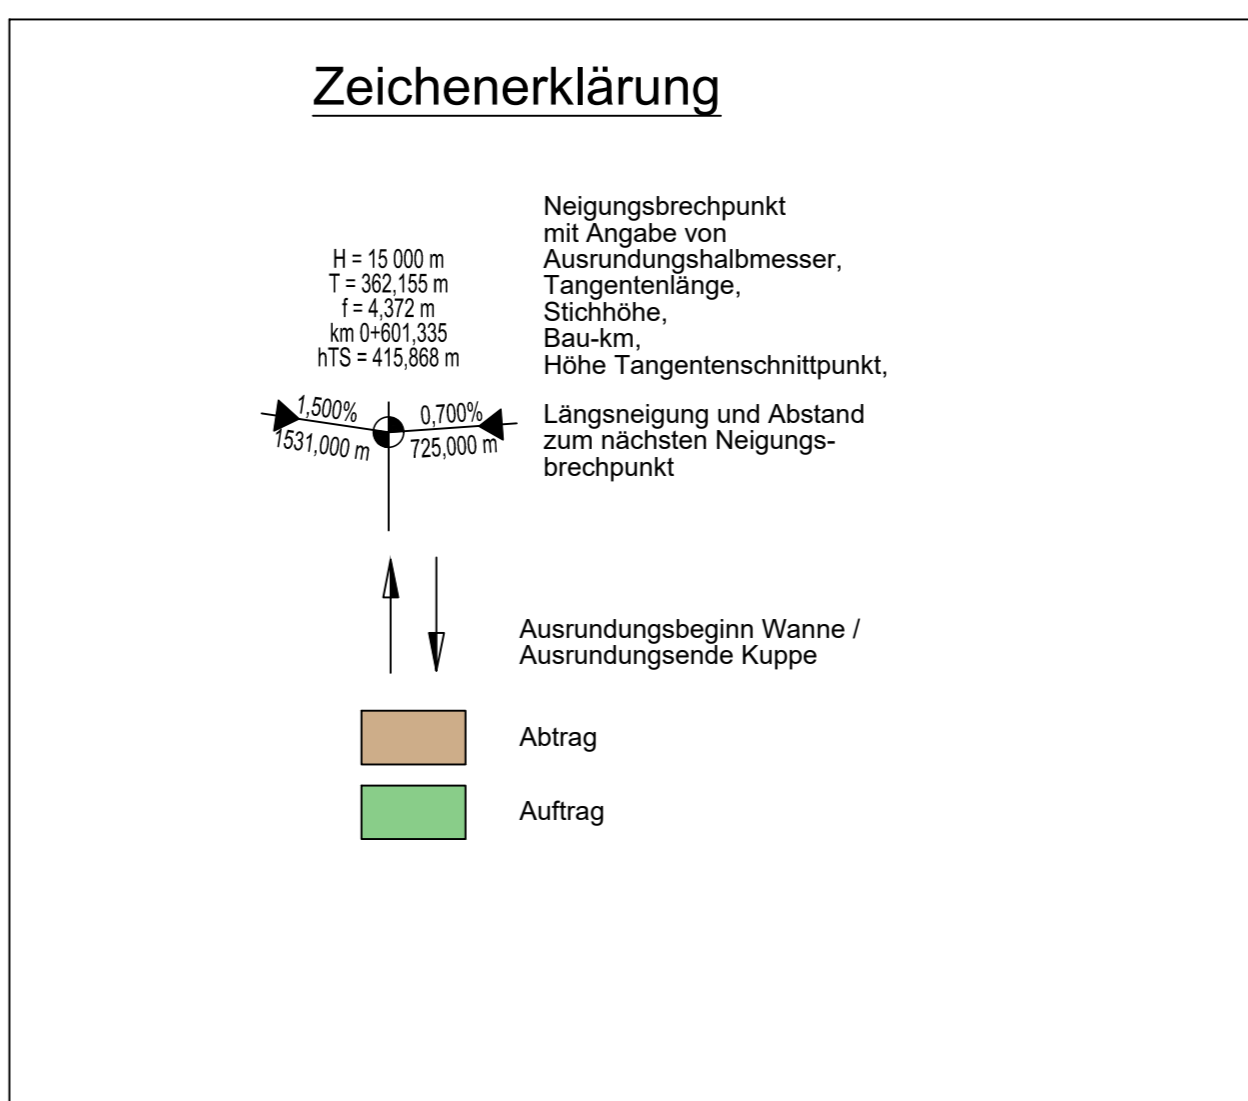 Zeichenerklärung
H = 15 000 m
T = 362,155 m
f = 4,372 m
km 0+601,335
hTS = 415,868 m
Neigungsbrechpunkt
mit Angabe von
Ausrundungshalbmesser,
Tangentenlänge,
Stichhöhe,
Bau-km,
Höhe Tangentenschnittpunkt,
1,500%
1531,000 m
0,700%
725,000 m
Längsneigung und Abstand
zum nächsten Neigungs-
brechpunkt
Ausrundungsbeginn Wanne /
Ausrundungsende Kuppe
Abtrag
Auftrag